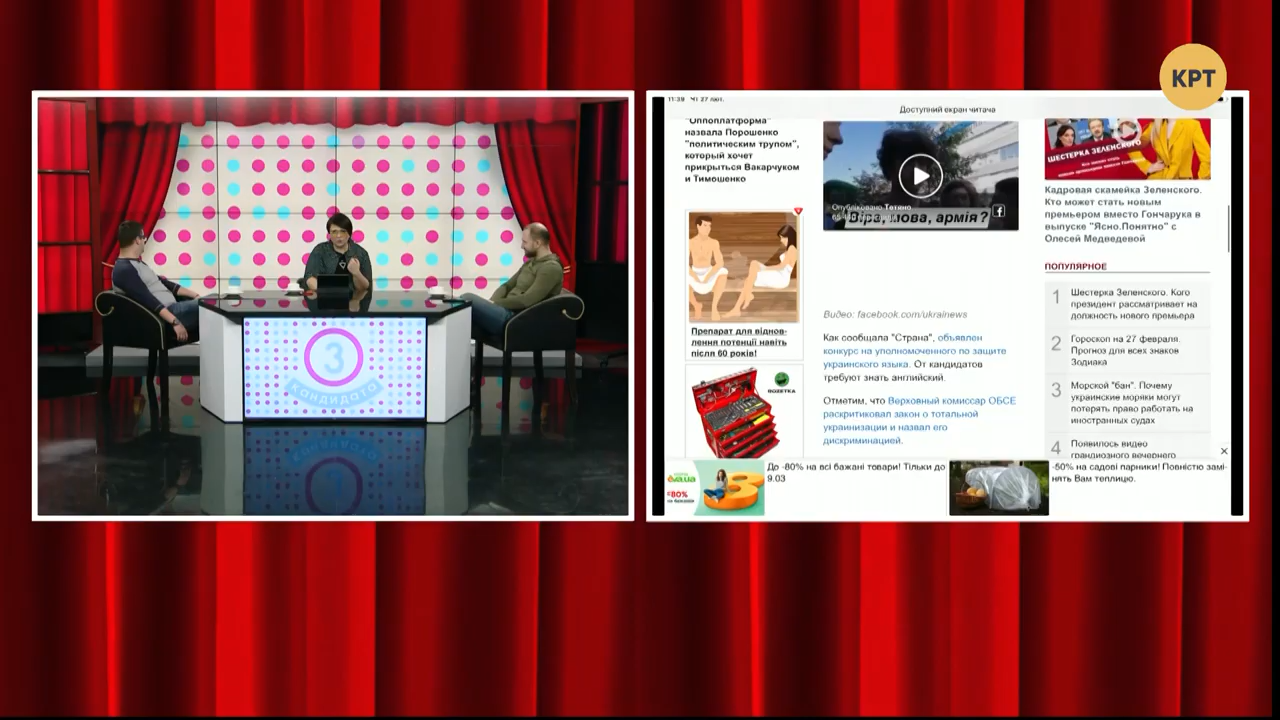 КРТ
3
кандидата
11:39 ЧТ 27 лют.
Доступний екран читача
"Оппоплатформа"
назвала Порошенко
"политическим трупом",
который хочет
прикрыться Вакарчуком
и Тимошенко
Препарат для віднов-
лення потенції навіть
після 60 років!
ROZETKA
Опубліковано Тетяно
мова, армія?
Видео: facebook.com/ukrainews
Как сообщала "Страна", объявлен
конкурс на уполномоченного по защите
украинского языка. От кандидатов
требуют знать английский.
Отметим, что Верховный комиссар ОБСЕ
раскритиковал закон о тотальной
украинизации и назвал его
дискриминацией.
ШЕСТЕРКА ЗЕЛЕНСКОГО
Кадровая скамейка Зеленского.
Кто может стать новым
премьером вместо Гончарука в
выпуске "Ясно.Понятно" с
Олесей Медведевой
ПОПУЛЯРНОЕ
1 Шестерка Зеленского. Кого
президент рассматривает на
должность нового премьера
2 Гороскоп на 27 февраля.
Прогноз для всех знаков
Зодиака
3 Морской "бан". Почему
украинские моряки могут
потерять право работать на
иностранных судах
4 Появилось видео
грандиозного вечернего
80%
До -80% на всі бажані товари! Тільки до
9.03
-50% на садові парники! Повністю замі-
нять Вам теплицю.